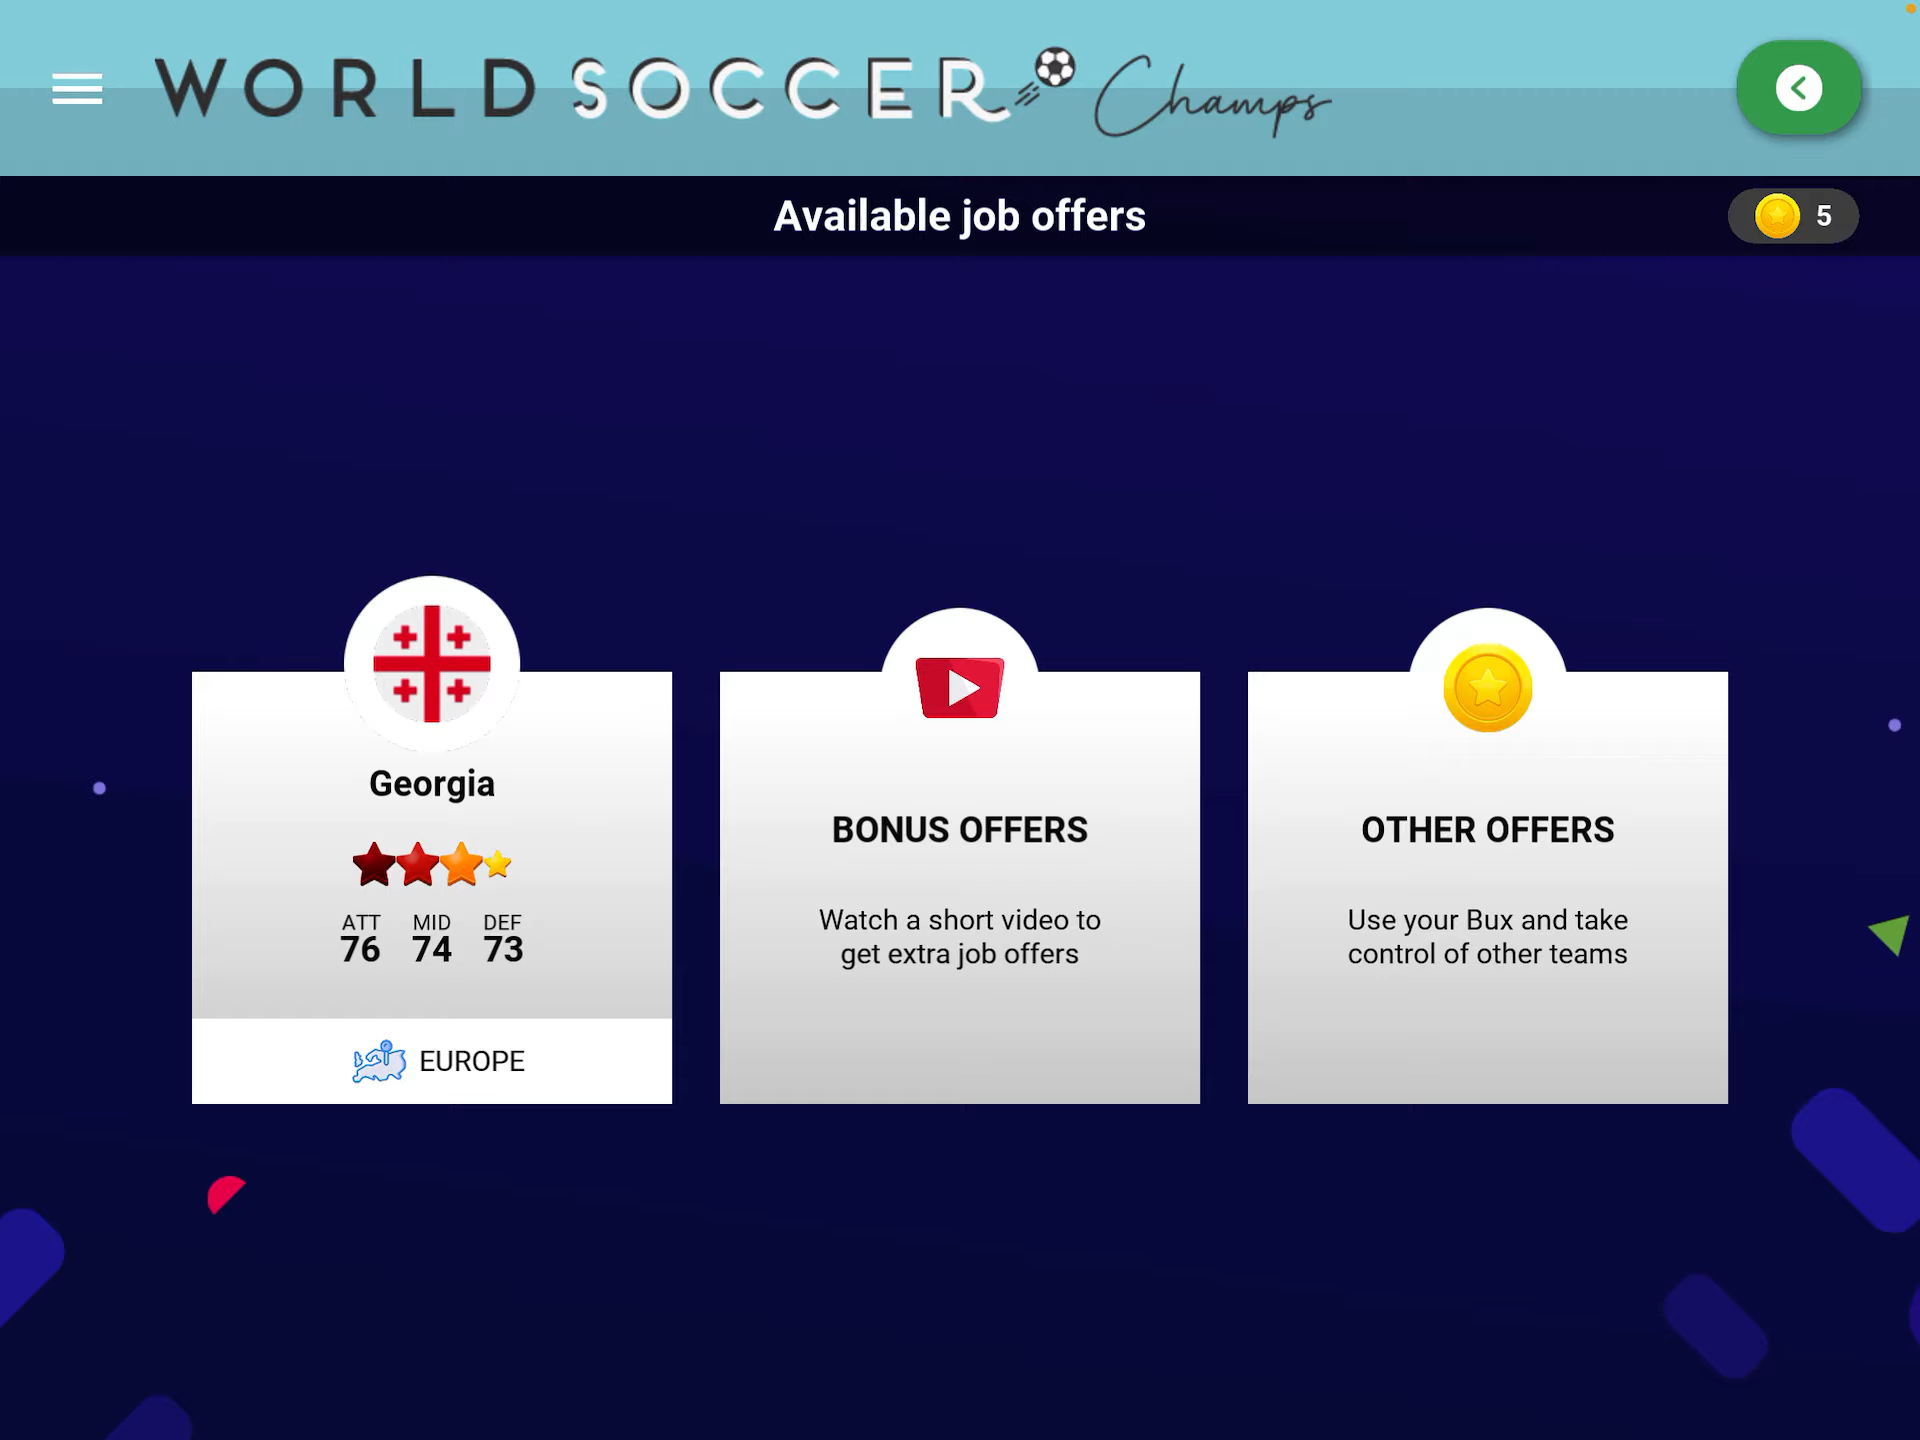 WORLD SOCCER Champs
Available job offers
5
Georgia
ATT MID DEF
76 74 73
EUROPE
BONUS OFFERS
Watch a short video to
get extra job offers
OTHER OFFERS
Use your Bux and take
control of other teams